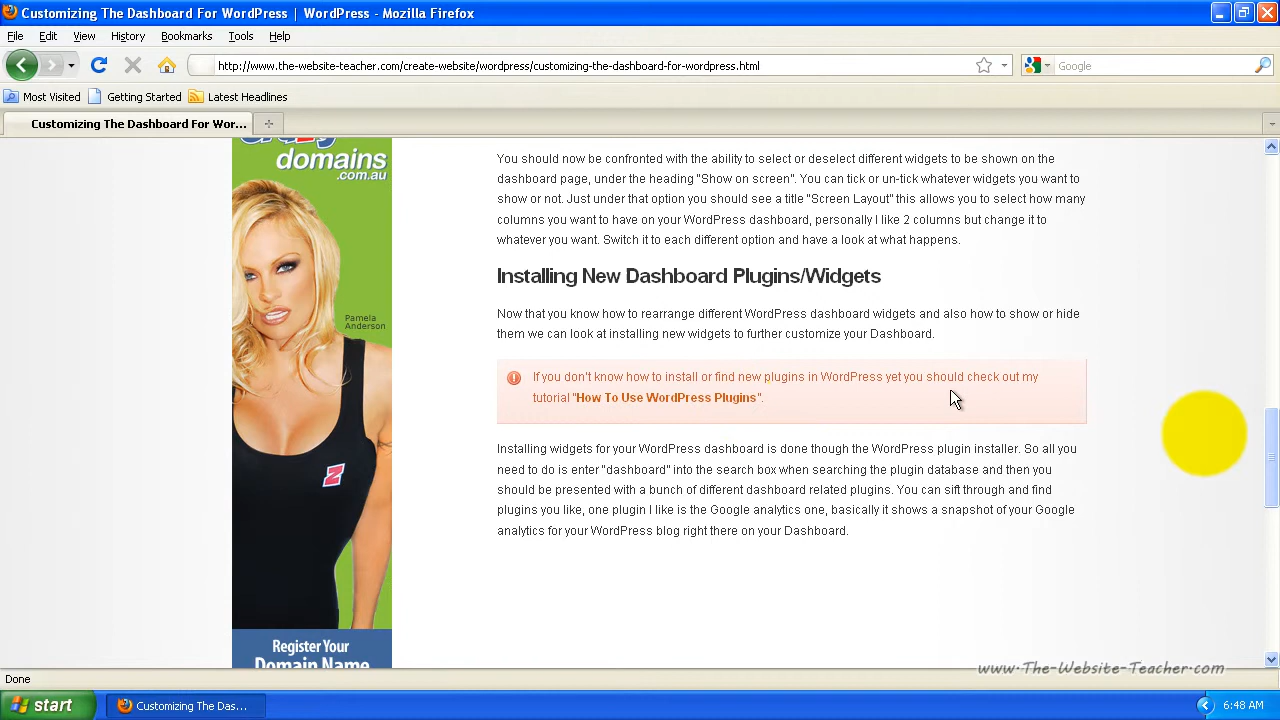 Customizing The Dashboard For WordPress | WordPress - Mozilla Firefox
File Edit View History Bookmarks Tools Help
http://www.the-website-teacher.com/create-website/wordpress/customizing-the-dashboard-for-wordpress.html
Google
Most Visited Getting Started Latest Headlines
Customizing The Dashboard For Wor...
domains
.com.au
Pamela
Anderson
Z
Register Your
Domain Name
You should now be confronted with the ability to select or deselect different widgets to be shown on the
dashboard page, under the heading "Show on screen". You can tick or un-tick whatever widgets you want to
show or not. Just under that option you should see a title "Screen Layout" this allows you to select how many
columns you want to have on your WordPress dashboard, personally I like 2 columns but change it to
whatever you want. Switch it to each different option and have a look at what happens.
Installing New Dashboard Plugins/Widgets
Now that you know how to rearrange different WordPress dashboard widgets and also how to show or hide
them we can look at installing new widgets to further customize your Dashboard.
If you don't know how to install or find new plugins in WordPress yet you should check out my
tutorial "How To Use WordPress Plugins".
Installing widgets for your WordPress dashboard is done though the WordPress plugin installer. So all you
need to do is enter "dashboard" into the search box when searching the plugin database and then you
should be presented with a bunch of different dashboard related plugins. You can sift through and find
plugins you like, one plugin I like is the Google analytics one, basically it shows a snapshot of your Google
analytics for your WordPress blog right there on your Dashboard.
www.The-Website-Teacher.com
Done
start Customizing The Das... 6:48 AM